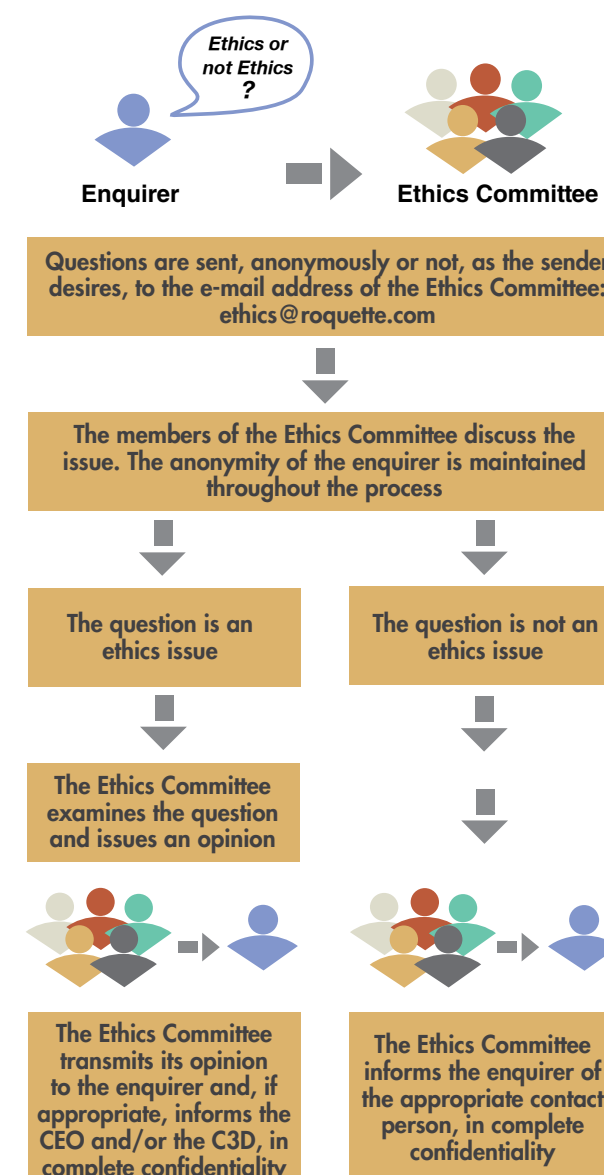 Ethics or
not Ethics
?
Enquirer
Ethics Committee
Questions are sent, anonymously or not, as the sender
desires, to the e-mail address of the Ethics Committee:
ethics@roquette.com
The members of the Ethics Committee discuss the
issue. The anonymity of the enquirer is maintained
throughout the process
The question is an
ethics issue
The question is not an
ethics issue
The Ethics Committee
examines the question
and issues an opinion
The Ethics Committee
transmits its opinion
to the enquirer and, if
appropriate, informs the
CEO and/or the C3D, in
complete confidentiality
The Ethics Committee
informs the enquirer of
the appropriate contact
person, in complete
confidentiality